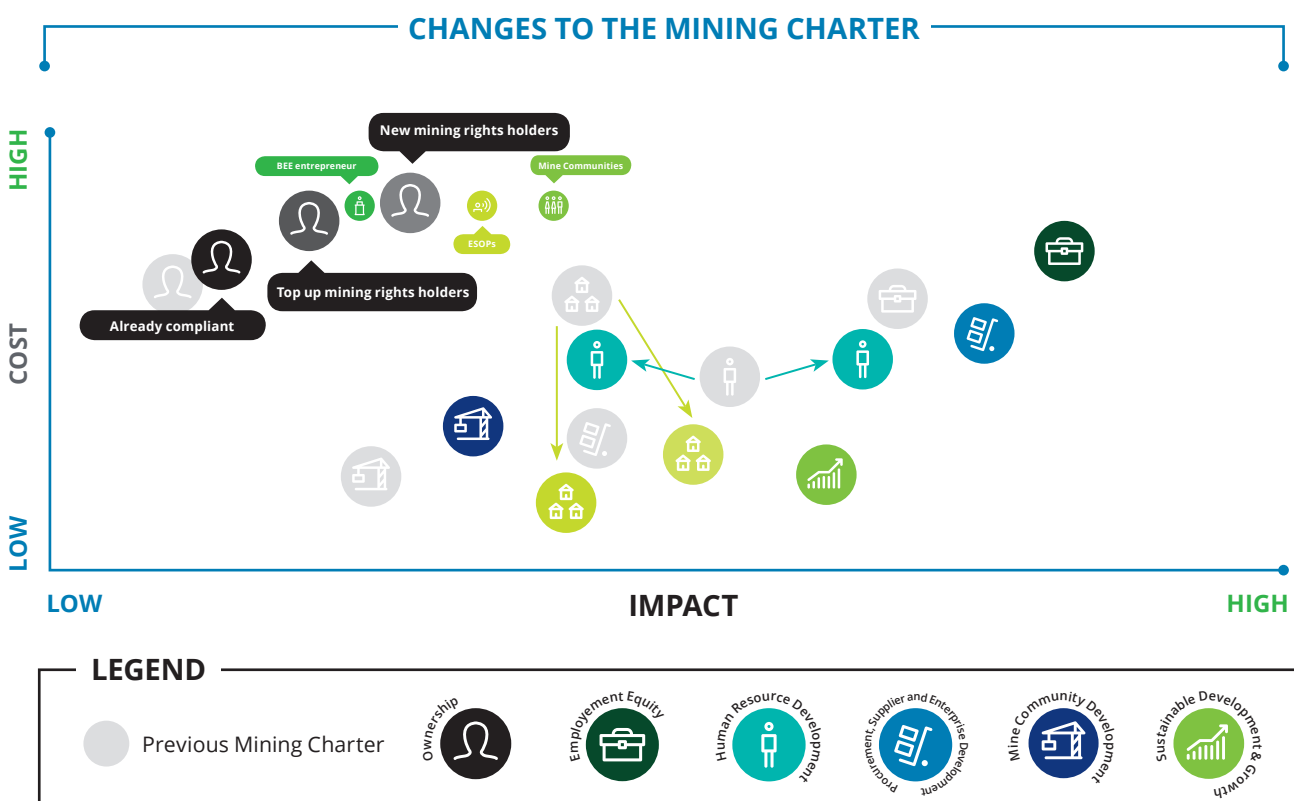 CHANGES TO THE MINING CHARTER
HIGH
COST
LOW
New mining rights holders
BEE entrepreneur
Mine Communities
ESOPs
Top up mining rights holders
Already compliant
LOW
IMPACT
HIGH
LEGEND
Previous Mining Charter
Ownership
Employement Equity
Human Resource Development
Procurement, Supplier and Enterprise Development
Mine Community Development
Sustainable Development & Growth